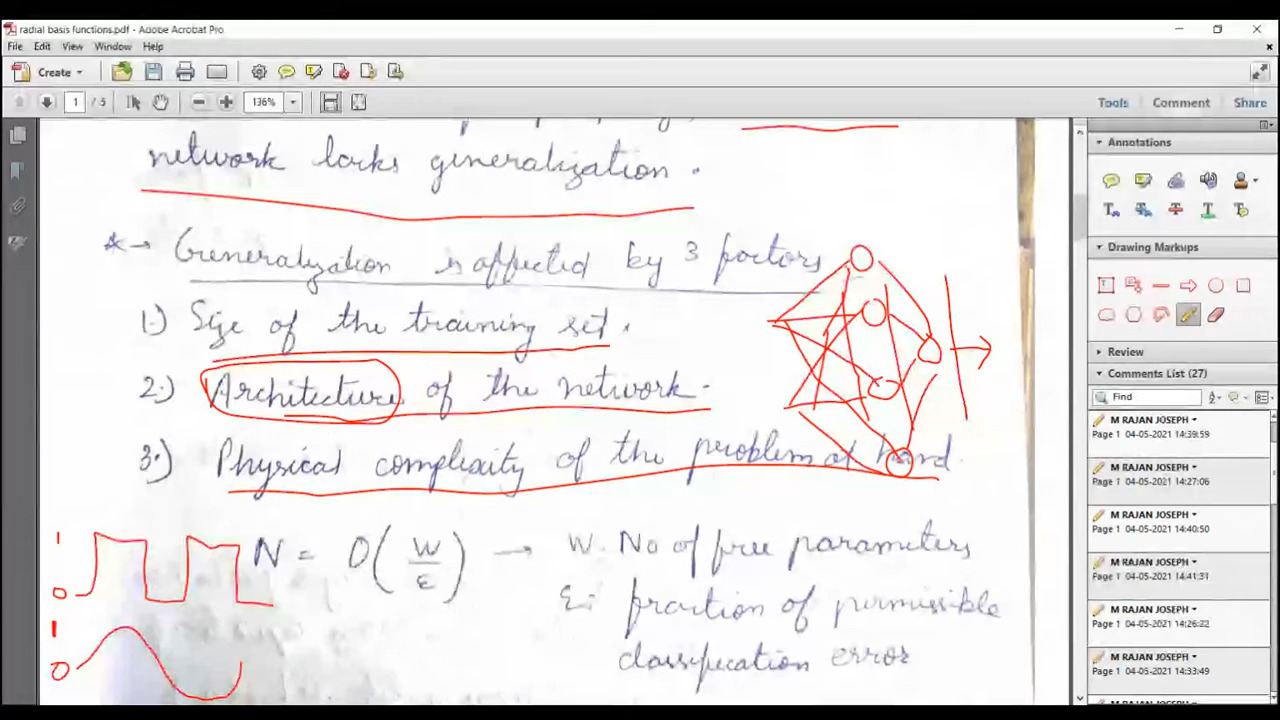 radial basis functions.pdf - Adobe Acrobat Pro
File Edit View Window Help
Create
1 / 5 136% Tools Comment Share
network lacks generalization.
Generalization is affected by 3 factors
1.) Size of the training set.
2.) Architecture of the network.
3.) Physical complexity of the problem at hand.
1
0
N = O(W/ε) → W. No of free parameters
ε: fraction of permissible
classification error
1
0
Annotations
Drawing Markups
Review
Comments List (27)
Find
M RAJAN JOSEPH
Page 1 04-05-2021 14:39:59
M RAJAN JOSEPH
Page 1 04-05-2021 14:27:06
M RAJAN JOSEPH
Page 1 04-05-2021 14:40:50
M RAJAN JOSEPH
Page 1 04-05-2021 14:41:31
M RAJAN JOSEPH
Page 1 04-05-2021 14:26:22
M RAJAN JOSEPH
Page 1 04-05-2021 14:33:49